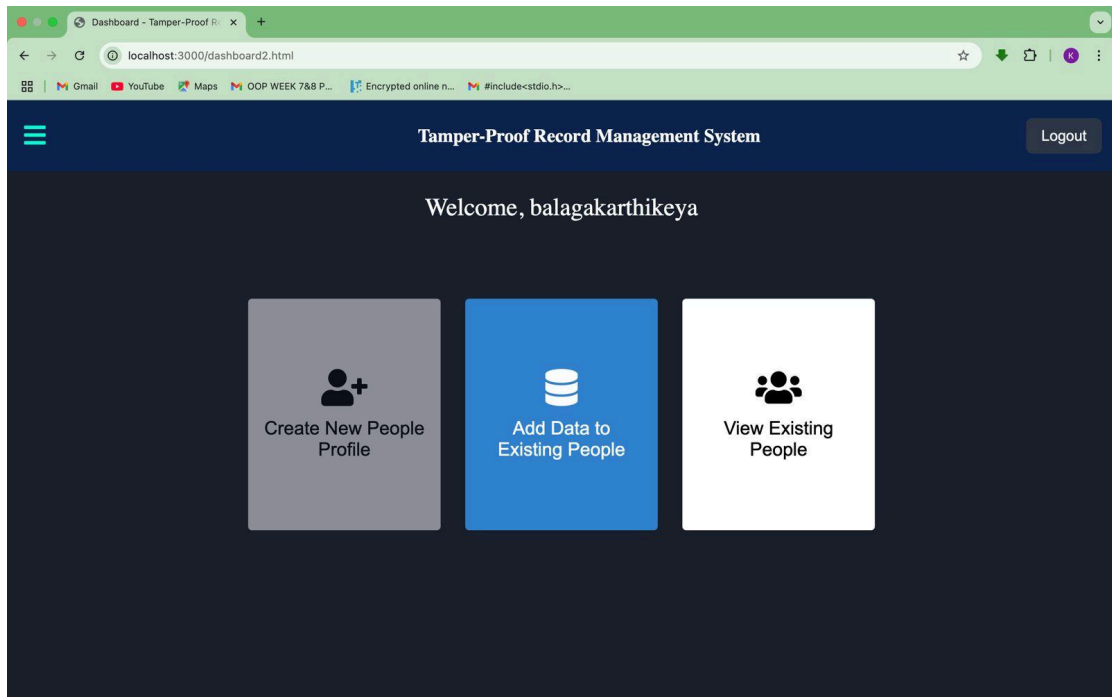 Dashboard - Tamper-Proof Re
localhost:3000/dashboard2.html
Gmail YouTube Maps OOP WEEK 7&8 P... Encrypted online n... #include<stdio.h>...
K
Tamper-Proof Record Management System
Logout
Welcome, balagakarthikeya
Create New People
Profile
Add Data to
Existing People
View Existing
People